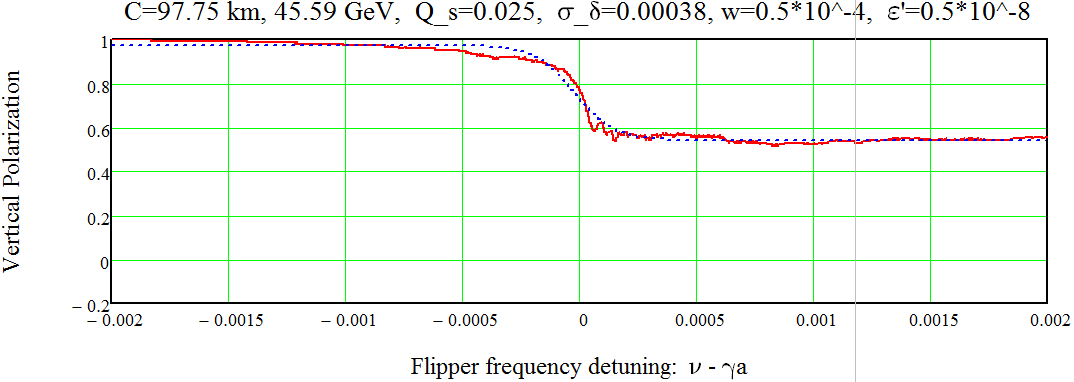 C=97.75 km, 45.59 GeV, Q_s=0.025, σ_δ=0.00038, w=0.5*10^-4, ε'=0.5*10^-8
Vertical Polarization
1
0.8
0.6
0.4
0.2
0
− 0.2
− 0.002 − 0.0015 − 0.001 − 0.0005 0 0.0005 0.001 0.0015 0.002
Flipper frequency detuning: ν - γa